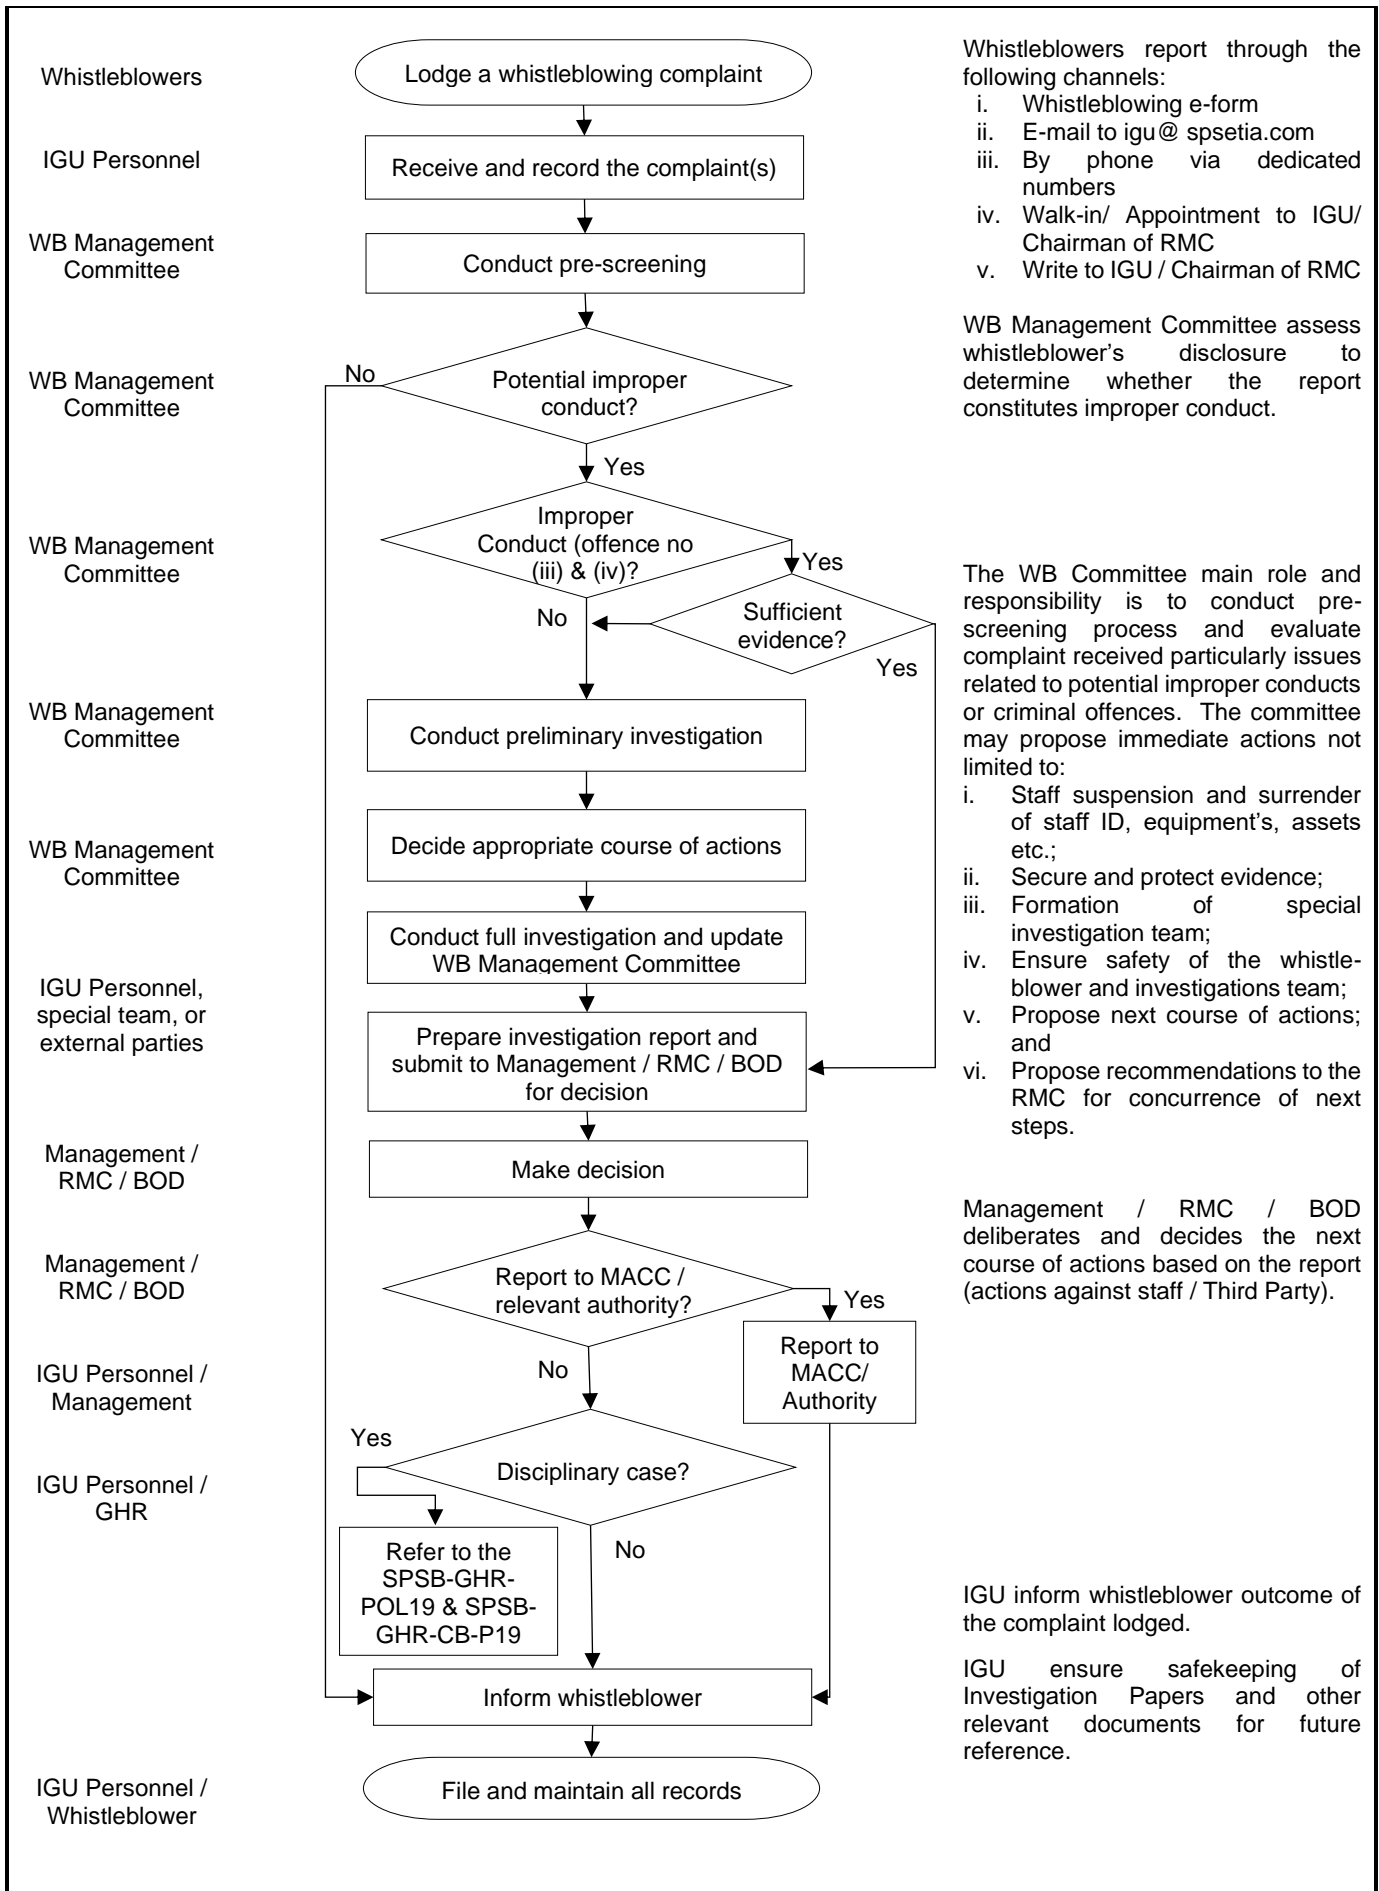 Whistleblowers
Lodge a whistleblowing complaint
IGU Personnel
Receive and record the complaint(s)
WB Management
Committee
Conduct pre-screening
WB Management
Committee
No
Potential improper
conduct?
Yes
WB Management
Committee
Improper
Conduct (offence no
(iii) & (iv)?
Yes
No
Sufficient
evidence?
Yes
WB Management
Committee
Conduct preliminary investigation
WB Management
Committee
Decide appropriate course of actions
Conduct full investigation and update
WB Management Committee
IGU Personnel,
special team, or
external parties
Prepare investigation report and
submit to Management / RMC / BOD
for decision
Management /
RMC / BOD
Make decision
Management /
RMC / BOD
Report to MACC /
relevant authority?
Yes
No
IGU Personnel /
Management
Report to
MACC/
Authority
Yes
Disciplinary case?
IGU Personnel /
GHR
No
Refer to the
SPSB-GHR-
POL19 & SPSB-
GHR-CB-P19
Inform whistleblower
IGU Personnel /
Whistleblower
File and maintain all records
Whistleblowers report through the
following channels:
i. Whistleblowing e-form
ii. E-mail to igu@ spsetia.com
iii. By phone via dedicated
numbers
iv. Walk-in/ Appointment to IGU/
Chairman of RMC
v. Write to IGU / Chairman of RMC
WB Management Committee assess
whistleblower's disclosure to
determine whether the report
constitutes improper conduct.
The WB Committee main role and
responsibility is to conduct pre-
screening process and evaluate
complaint received particularly issues
related to potential improper conducts
or criminal offences. The committee
may propose immediate actions not
limited to:
i. Staff suspension and surrender
of staff ID, equipment's, assets
etc.;
ii. Secure and protect evidence;
iii. Formation of special
investigation team;
iv. Ensure safety of the whistle-
blower and investigations team;
v. Propose next course of actions;
and
vi. Propose recommendations to the
RMC for concurrence of next
steps.
Management / RMC / BOD
deliberates and decides the next
course of actions based on the report
(actions against staff / Third Party).
IGU inform whistleblower outcome of
the complaint lodged.
IGU ensure safekeeping of
Investigation Papers and other
relevant documents for future
reference.